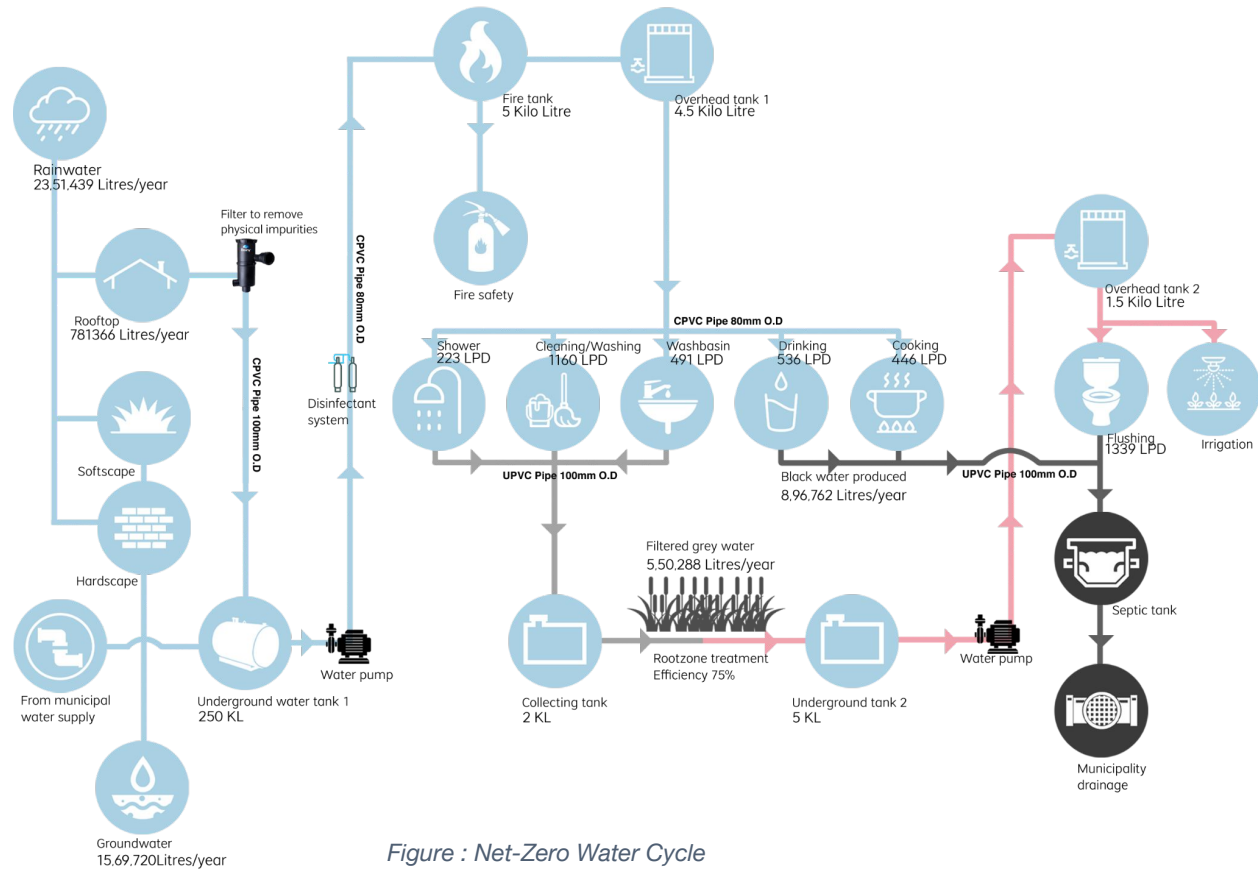 Fire tank
5 Kilo Litre
Overhead tank 1
4.5 Kilo Litre
Rainwater
23,51,439 Litres/year
Filter to remove
physical impurities
CPVC Pipe 80mm O.D
Fire safety
Overhead tank 2
1.5 Kilo Litre
Rooftop
781366 Litres/year
CPVC Pipe 80mm O.D
Shower
223 LPD
Cleaning/Washing
1160 LPD
Washbasin
491 LPD
Drinking
536 LPD
Cooking
446 LPD
CPVC Pipe 100mm O.D
Disinfectant
system
Flushing
1339 LPD
Irrigation
Softscape
UPVC Pipe 100mm O.D
Black water produced
8,96,762 Litres/year
UPVC Pipe 100mm O.D
Filtered grey water
5,50,288 Litres/year
Hardscape
Septic tank
Water pump
Rootzone treatment
Efficiency 75%
Water pump
From municipal
water supply
Underground water tank 1
250 KL
Collecting tank
2 KL
Underground tank 2
5 KL
Municipality
drainage
Groundwater
15,69,720Litres/year
Figure : Net-Zero Water Cycle